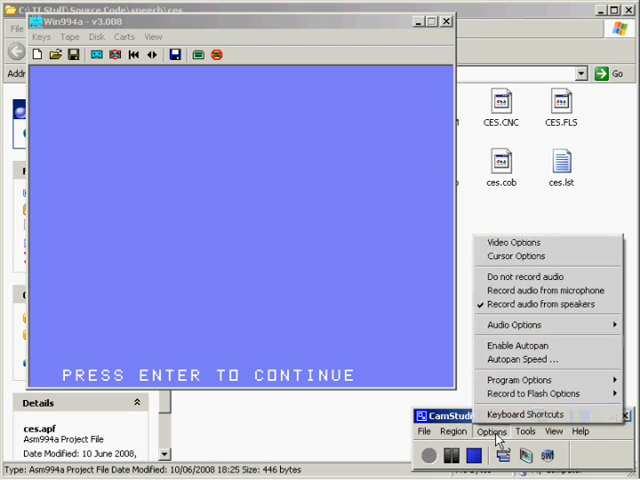 C:\TI Stuff\Source Code\speech\ces
Win994a - v3.008
Keys Tape Disk Carts View
Go
CES.CNC CES.FLS
ces.cob ces.lst
PRESS ENTER TO CONTINUE
Video Options
Cursor Options
Do not record audio
Record audio from microphone
Record audio from speakers
Audio Options
Enable Autopan
Autopan Speed ...
Program Options
Record to Flash Options
Keyboard Shortcuts
Details
ces.apf
Asm994a Project File
Date Modified: 10/06/2008
CamStud
File Region Options Tools View Help
Type: Asm994a Project File Date Modified: 10/06/2008 18:25 Size: 446 bytes